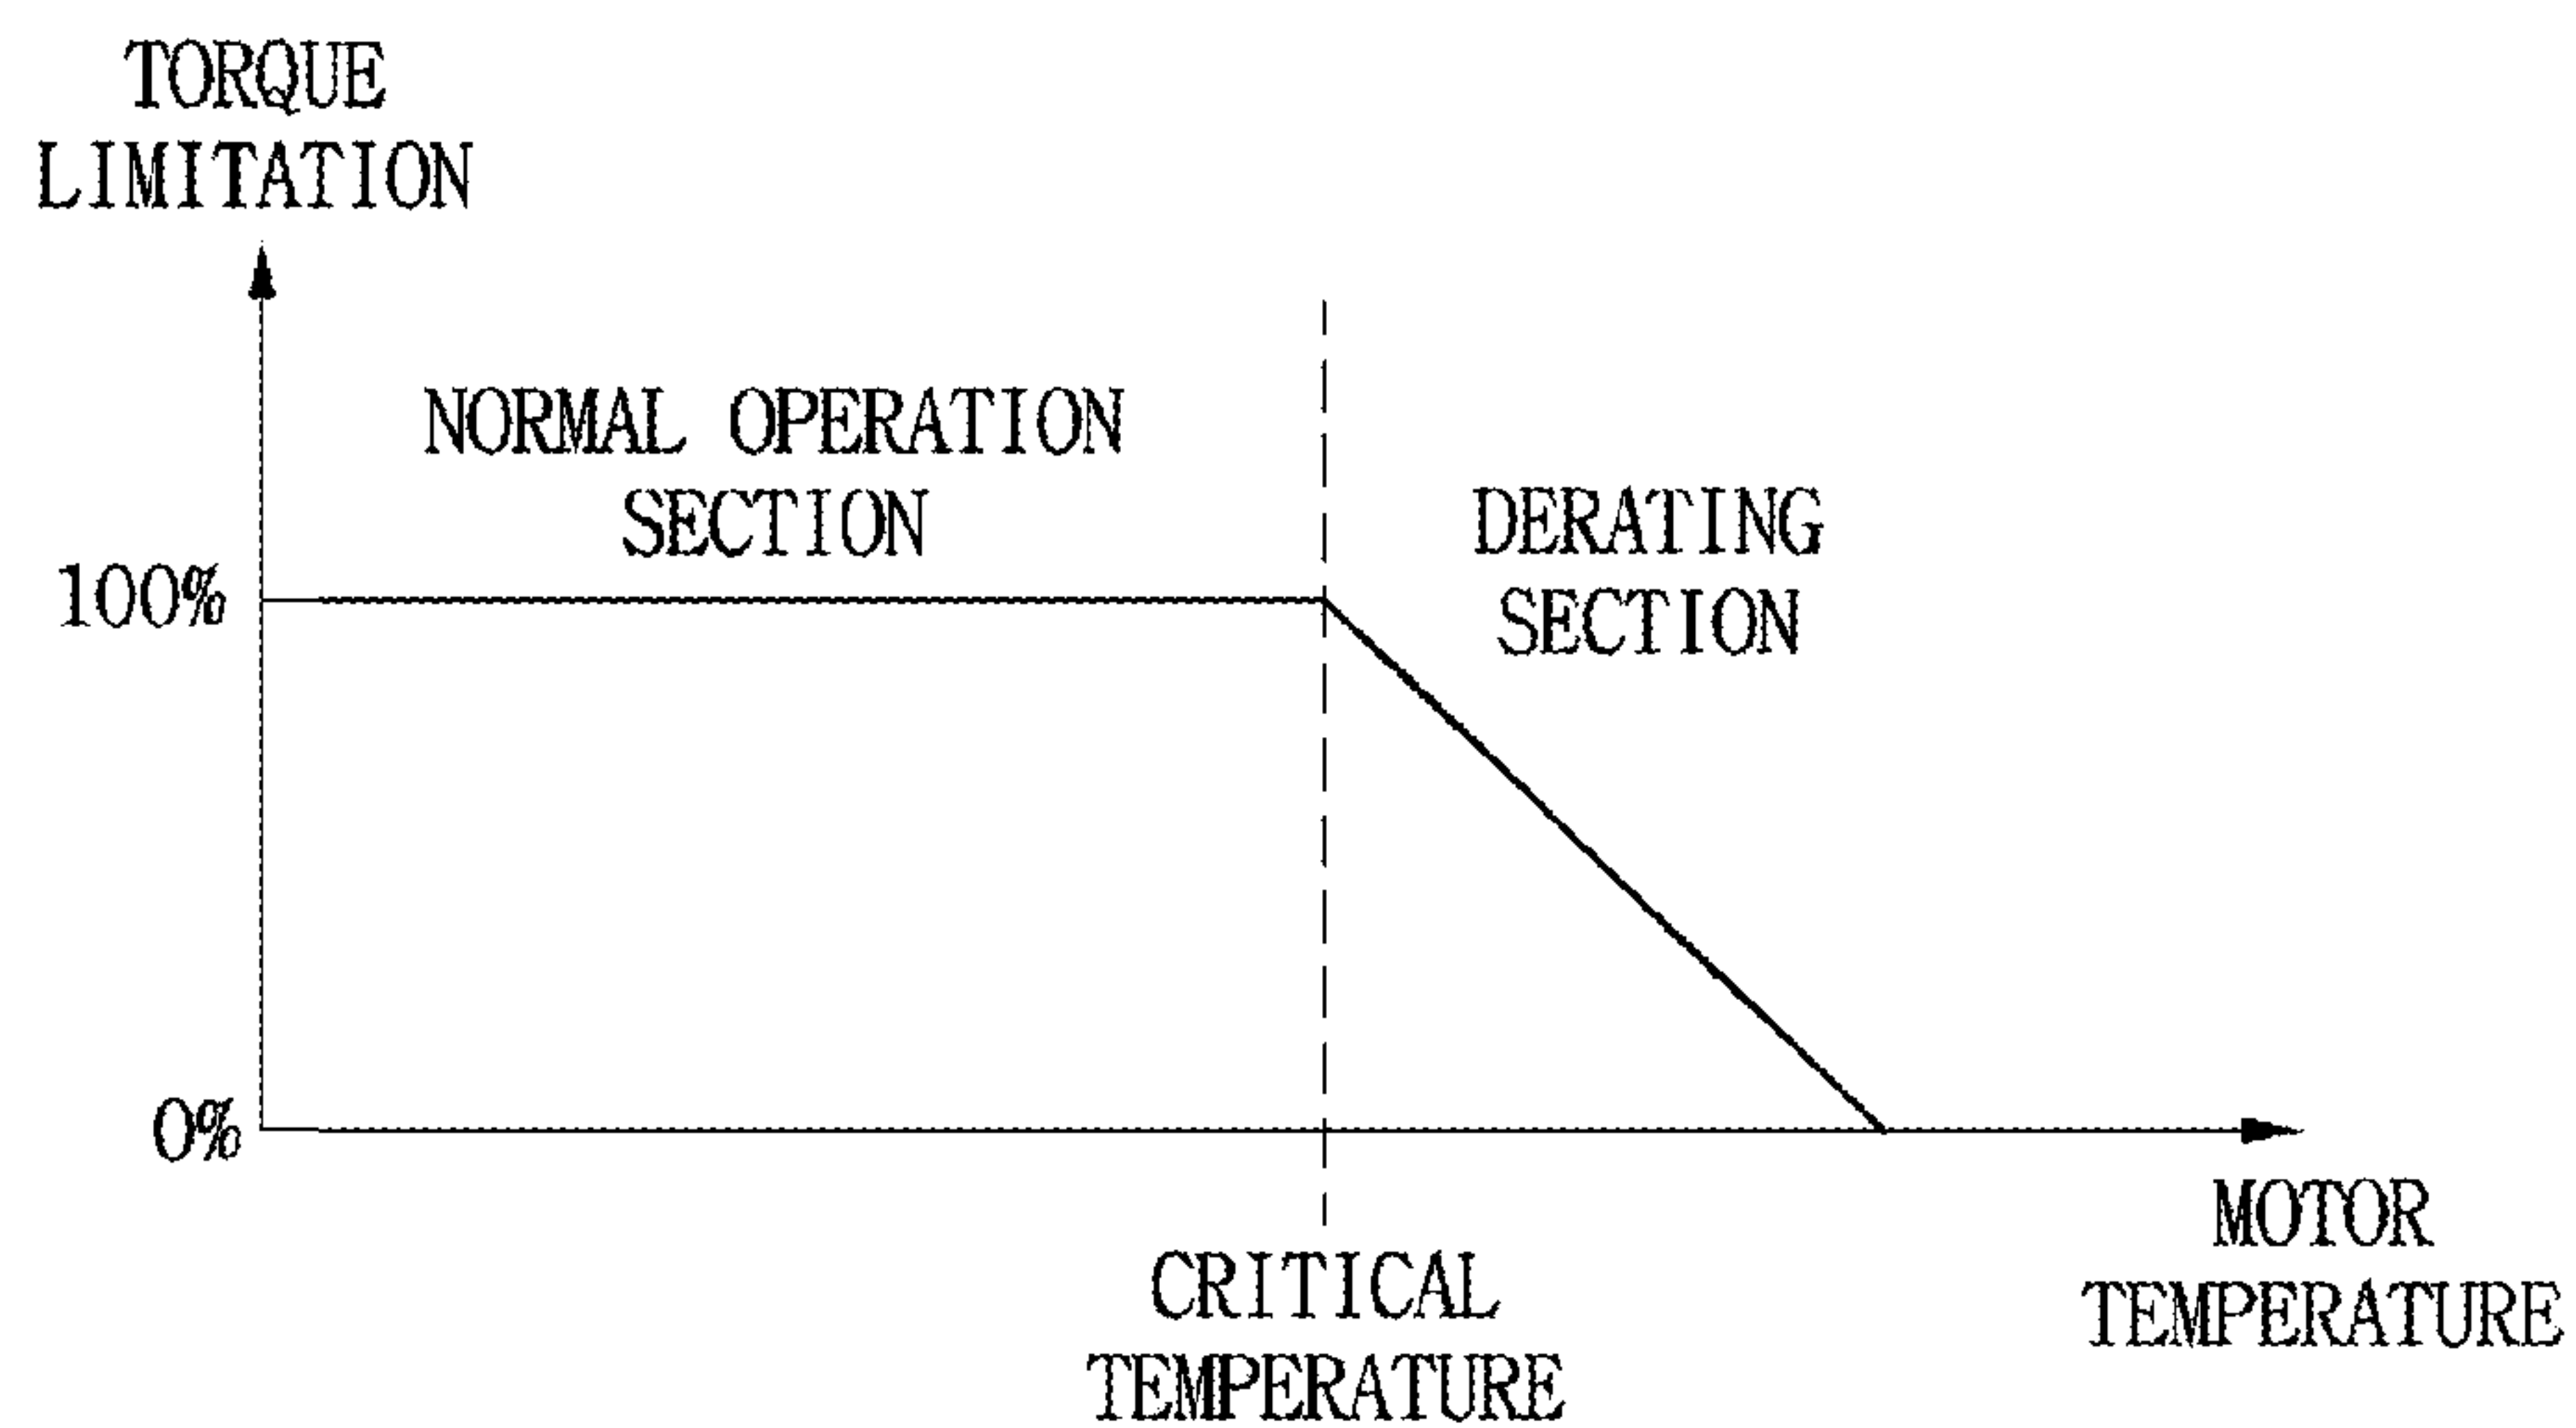 TORQUE
LIMITATION
NORMAL OPERATION
SECTION
DERATING
SECTION
100%
0%
MOTOR
TEMPERATURE
CRITICAL
TEMPERATURE